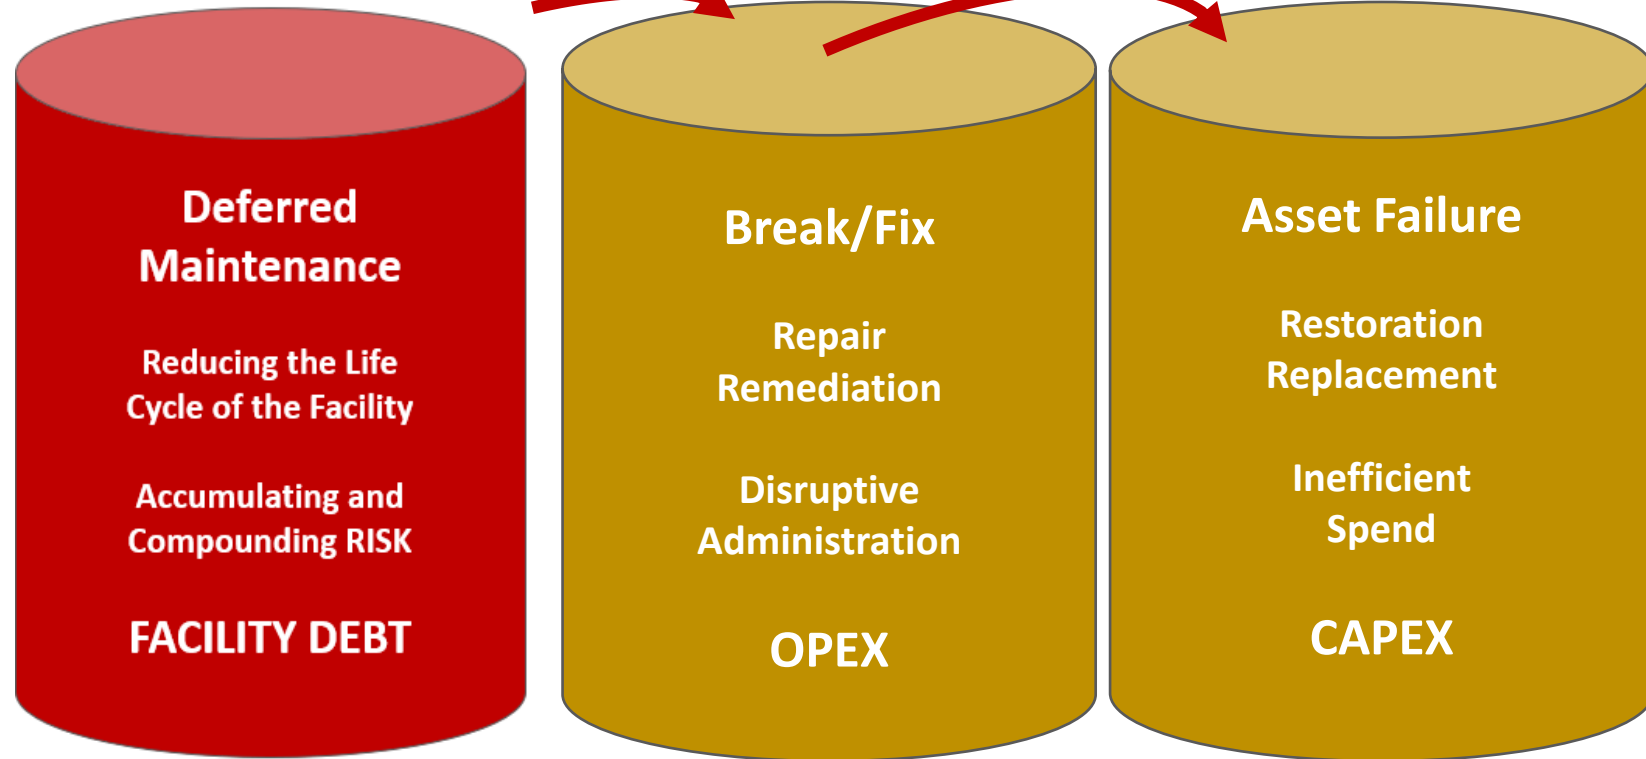 Deferred
Maintenance
Reducing the Life
Cycle of the Facility
Accumulating and
Compounding RISK
FACILITY DEBT
Break/Fix
Repair
Remediation
Disruptive
Administration
OPEX
Asset Failure
Restoration
Replacement
Inefficient
Spend
CAPEX